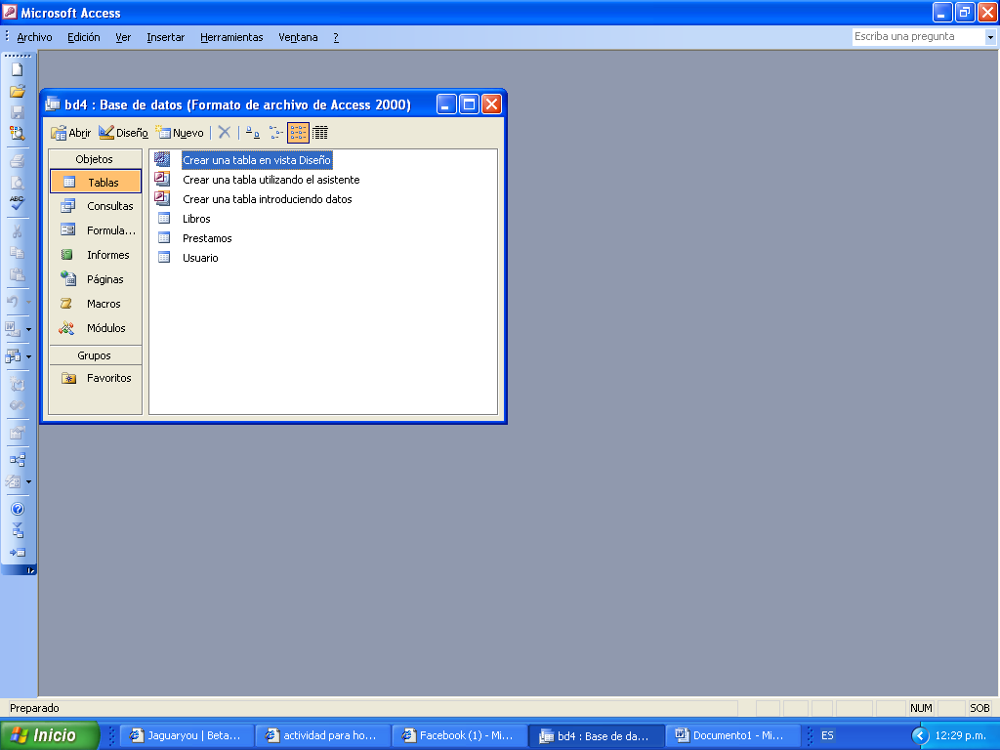 Microsoft Access
Archivo Edición Ver Insertar Herramientas Ventana ? Escriba una pregunta
bd4 : Base de datos (Formato de archivo de Access 2000)
Abrir Diseño Nuevo
Objetos
Tablas
Consultas
Formula...
Informes
Páginas
Macros
Módulos
Grupos
Favoritos
Crear una tabla en vista Diseño
Crear una tabla utilizando el asistente
Crear una tabla introduciendo datos
Libros
Prestamos
Usuario
ABC
Preparado NUM SOB
Inicio Jaguaryou | Beta... actividad para ho... Facebook (1) - Mi... bd4 : Base de da... Documento1 - Mi... ES 12:29 p.m.